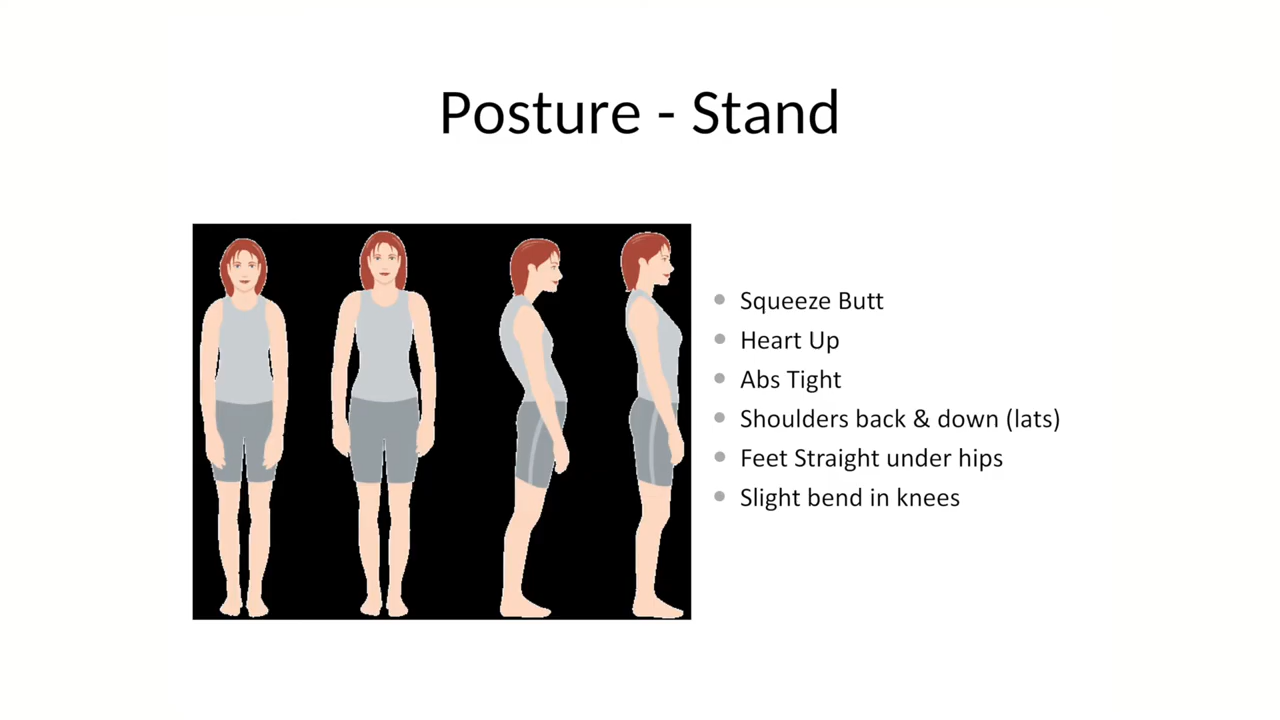 Posture - Stand
Squeeze Butt
Heart Up
Abs Tight
Shoulders back & down (lats)
Feet Straight under hips
Slight bend in knees